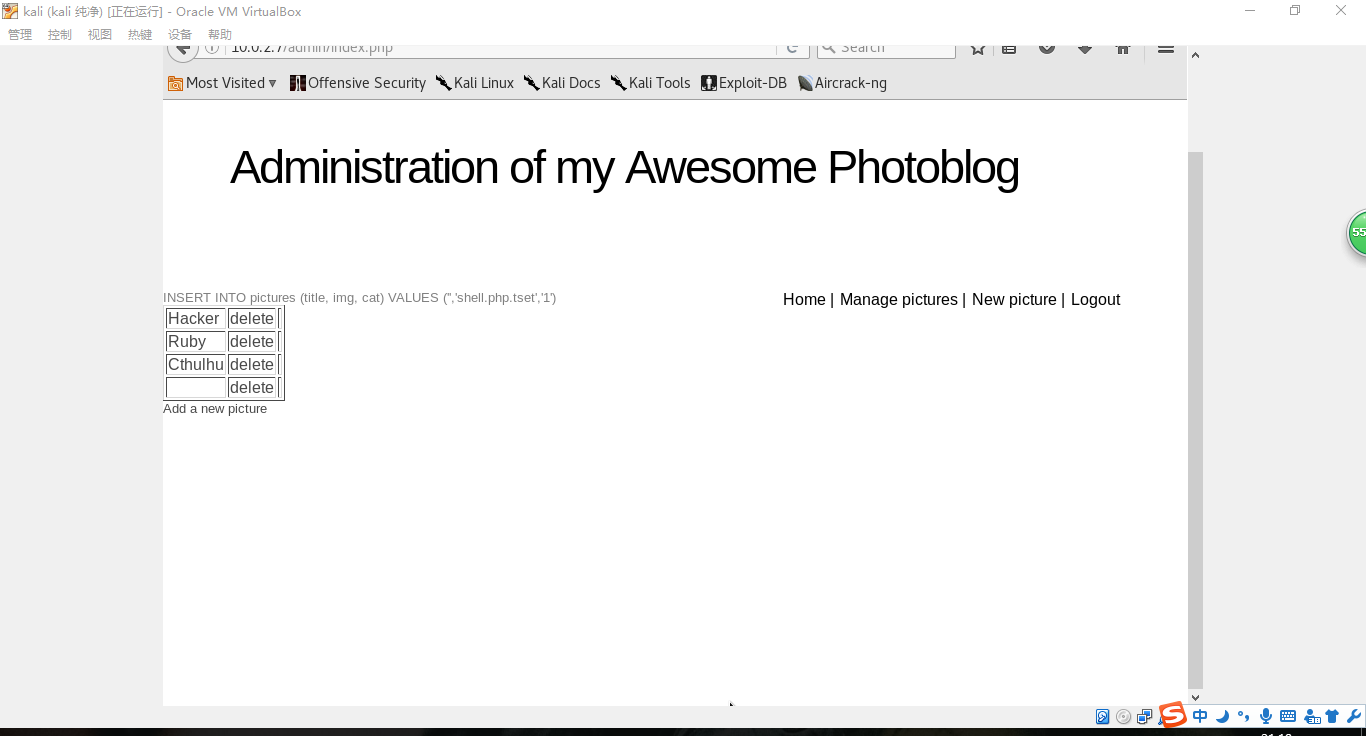 kali (kali 纯净) [正在运行] - Oracle VM VirtualBox
管理 控制 视图 热键 设备 帮助
10.0.2.7/admin/index.php Search
Most Visited Offensive Security Kali Linux Kali Docs Kali Tools Exploit-DB Aircrack-ng
Administration of my Awesome Photoblog
INSERT INTO pictures (title, img, cat) VALUES ('','shell.php.tset','1')
Home | Manage pictures | New picture | Logout
Hacker delete
Ruby delete
Cthulhu delete
delete
Add a new picture
55
中